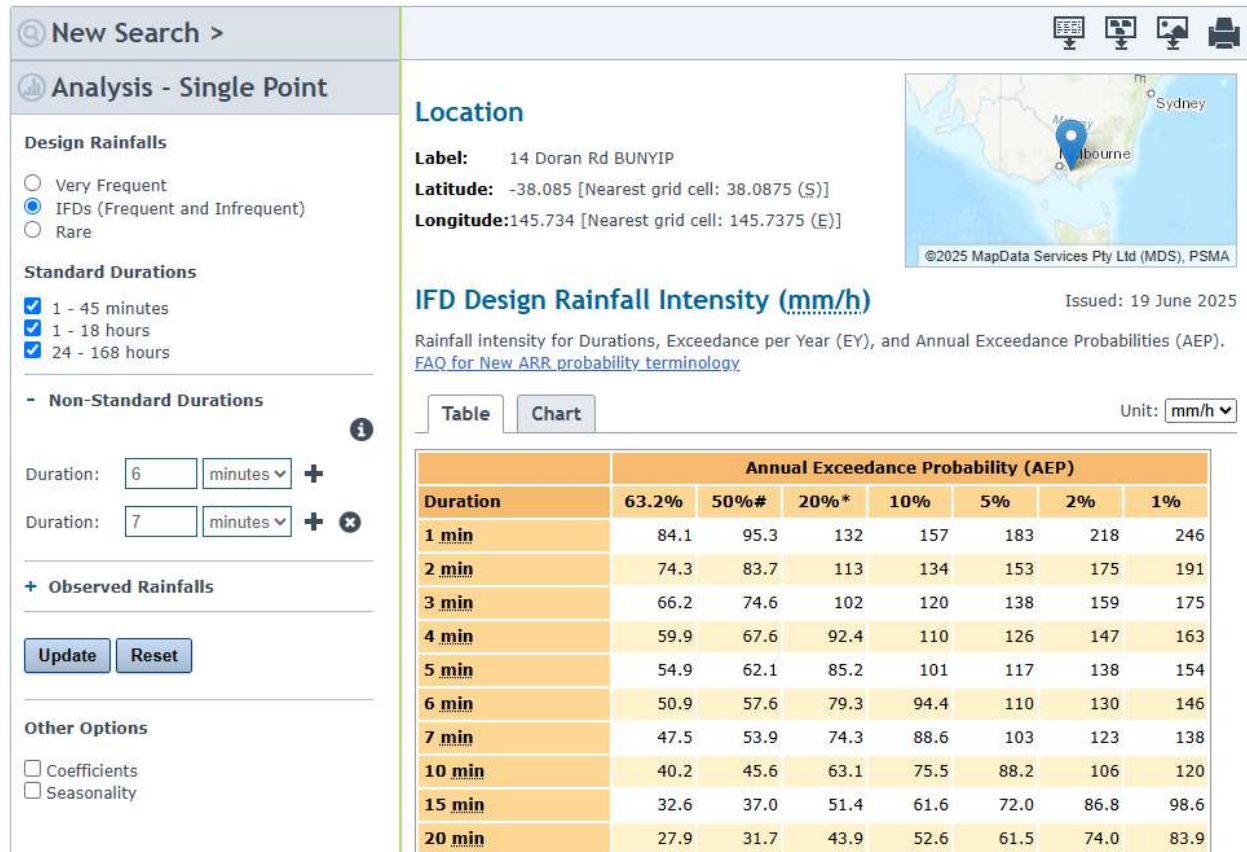 New Search >
Analysis - Single Point
Design Rainfalls
Very Frequent
IFDs (Frequent and Infrequent)
Rare
Standard Durations
1 - 45 minutes
1 - 18 hours
24 - 168 hours
- Non-Standard Durations
Duration: 6 minutes
Duration: 7 minutes
+ Observed Rainfalls
Update Reset
Other Options
Coefficients
Seasonality
Location
Label: 14 Doran Rd BUNYIP
Latitude: -38.085 [Nearest grid cell: 38.0875 (S)]
Longitude:145.734 [Nearest grid cell: 145.7375 (E)]
Sydney
©2025 MapData Services Pty Ltd (MDS), PSMA
IFD Design Rainfall Intensity (mm/h)
Issued: 19 June 2025
Rainfall intensity for Durations, Exceedance per Year (EY), and Annual Exceedance Probabilities (AEP).
FAQ for New ARR probability terminology
Table Chart
Unit: mm/h
Annual Exceedance Probability (AEP)
Duration 63.2% 50%# 20%* 10% 5% 2% 1%
1 min 84.1 95.3 132 157 183 218 246
2 min 74.3 83.7 113 134 153 175 191
3 min 66.2 74.6 102 120 138 159 175
4 min 59.9 67.6 92.4 110 126 147 163
5 min 54.9 62.1 85.2 101 117 138 154
6 min 50.9 57.6 79.3 94.4 110 130 146
7 min 47.5 53.9 74.3 88.6 103 123 138
10 min 40.2 45.6 63.1 75.5 88.2 106 120
15 min 32.6 37.0 51.4 61.6 72.0 86.8 98.6
20 min 27.9 31.7 43.9 52.6 61.5 74.0 83.9